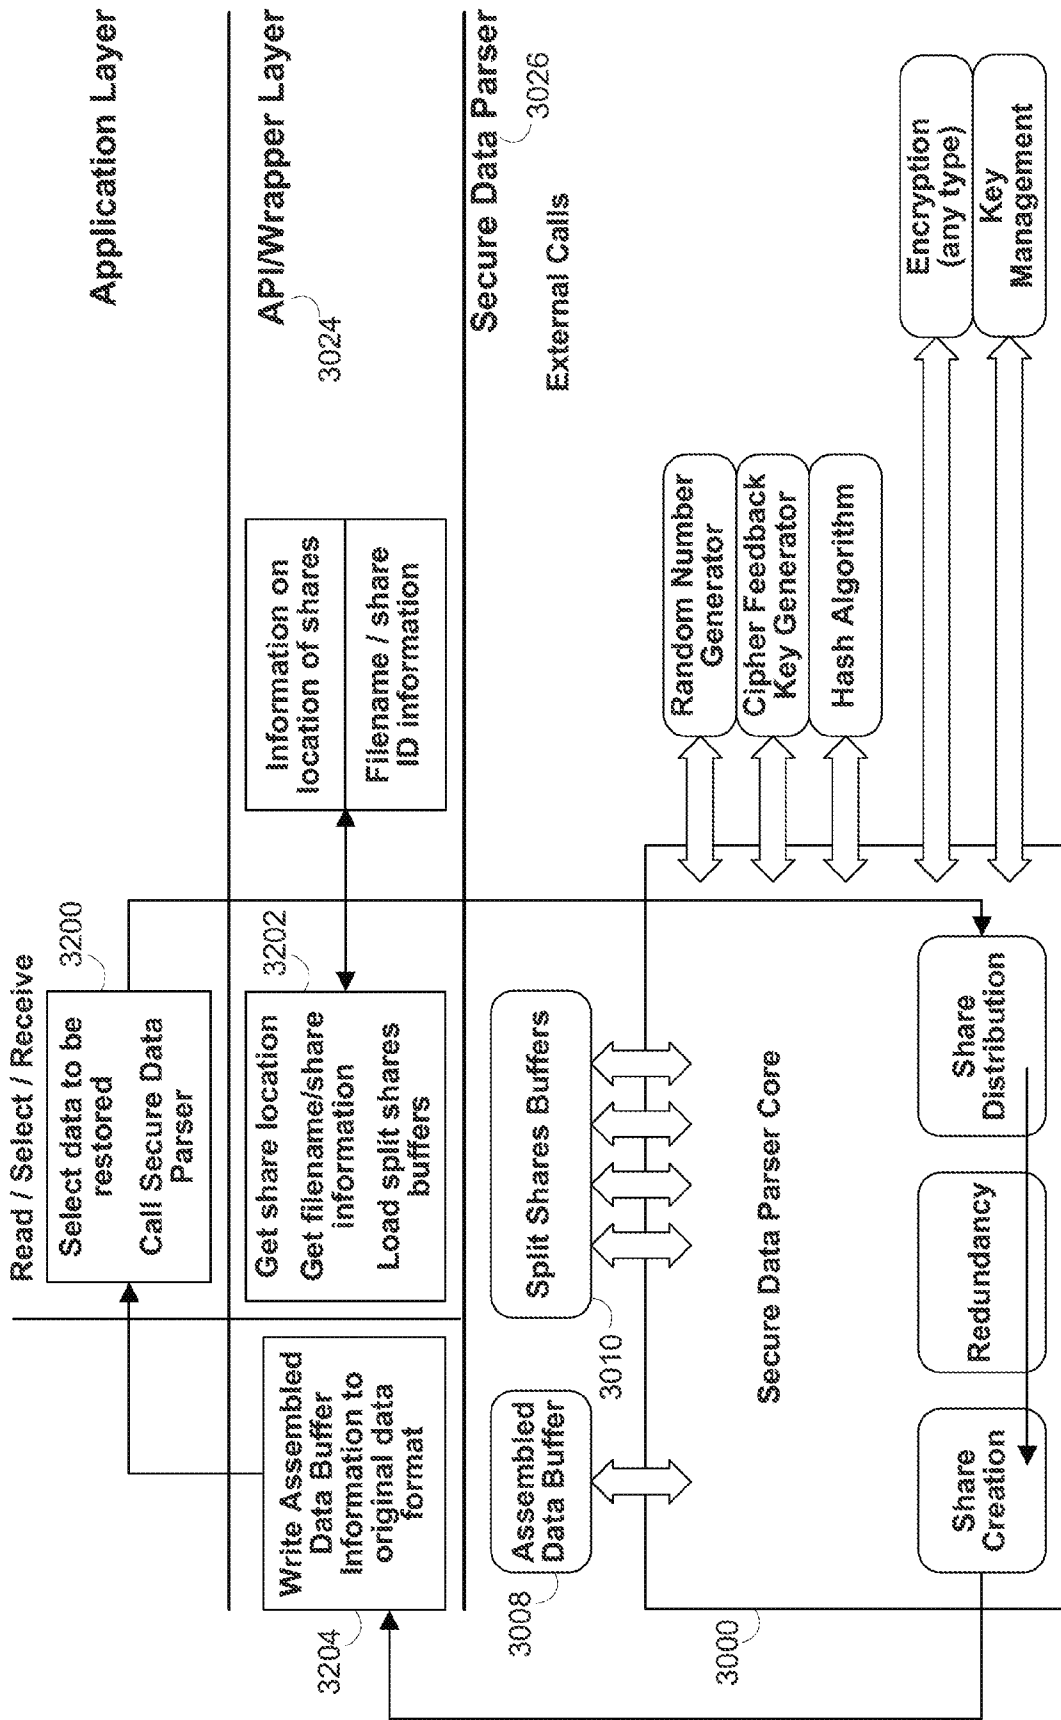 Read / Select / Receive
Application Layer
3200
Select data to be
restored
Call Secure Data
Parser
API/Wrapper Layer
3024
Write Assembled
Data Buffer
Information to
original data
format
3204
3202
Get share location
Get filename/share
information
Load split shares
buffers
Information on
location of shares
Filename / share
ID information
Secure Data Parser
3026
External Calls
Assembled
Data Buffer
3008
Split Shares Buffers
3010
Secure Data Parser Core
3000
Random Number
Generator
Cipher Feedback
Key Generator
Hash Algorithm
Encryption
(any type)
Key
Management
Share
Creation
Redundancy
Share
Distribution